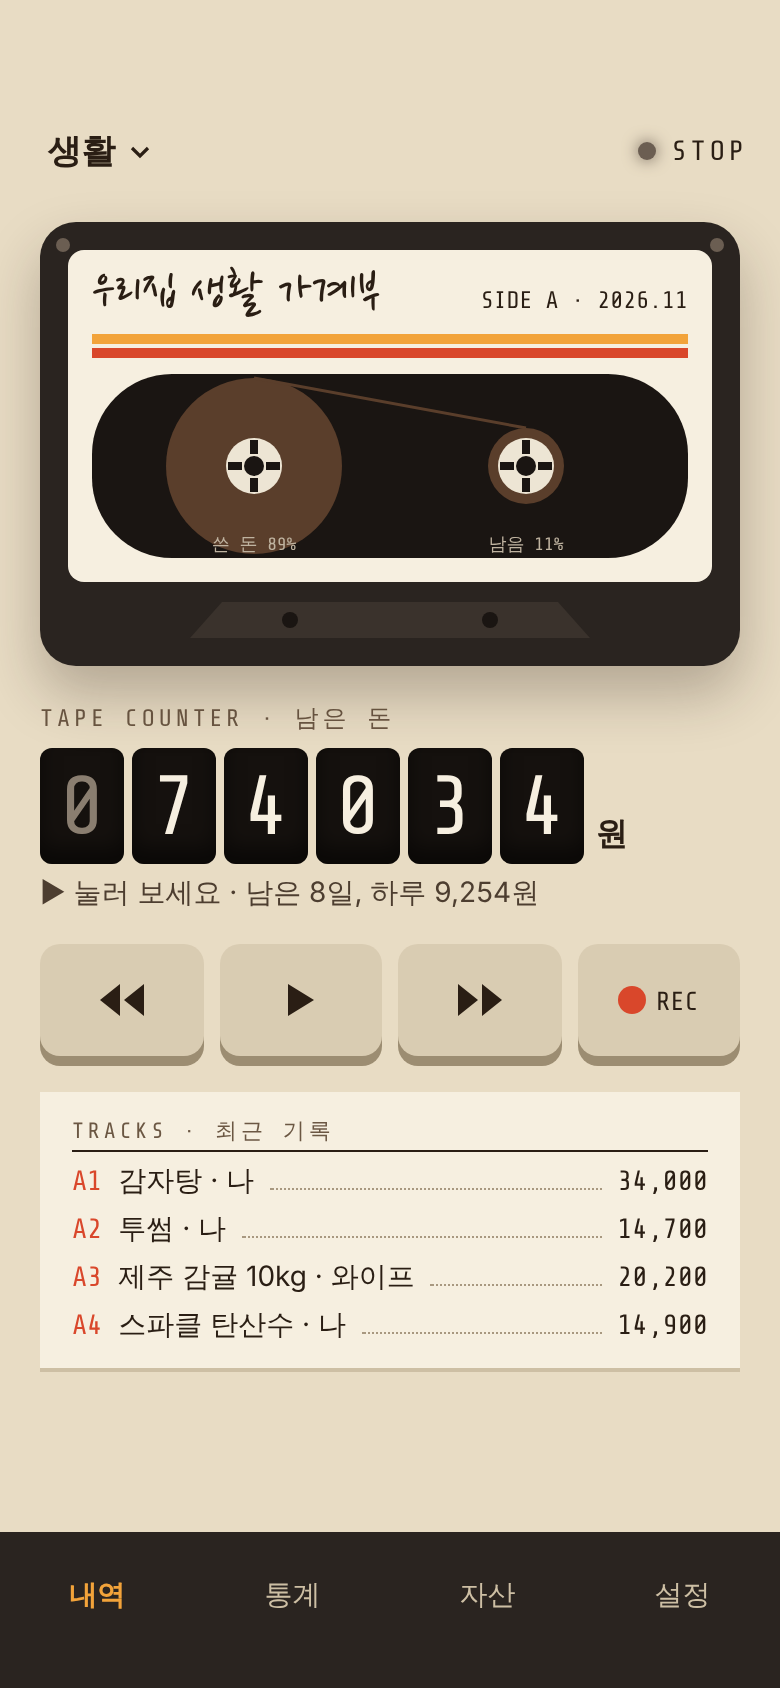 생활
STOP
우리집 생활 가계부
SIDE A · 2026.11
쓴 돈 89%
남음 11%
TAPE COUNTER · 남은 돈
074034 원
▶ 눌러 보세요 · 남은 8일, 하루 9,254원
REC
TRACKS · 최근 기록
A1 감자탕 · 나 34,000
A2 투썸 · 나 14,700
A3 제주 감귤 10kg · 와이프 20,200
A4 스파클 탄산수 · 나 14,900
내역 통계 자산 설정